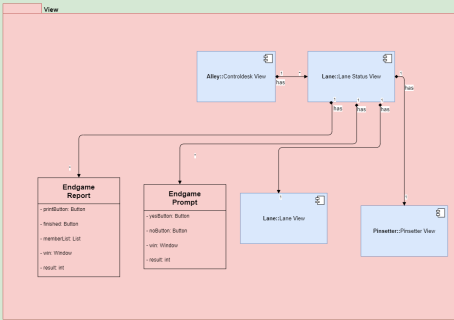 View
Alley::Controldesk View
Lane::Lane Status View
has
has
has
has
has
Endgame
Report
- printButton: Button
- finished: Button
- memberList: List
- win: Window
- result: int
Endgame
Prompt
- yesButton: Button
- noButton: Button
- win: Window
- result: int
Lane::Lane View
Pinsetter::Pinsetter View